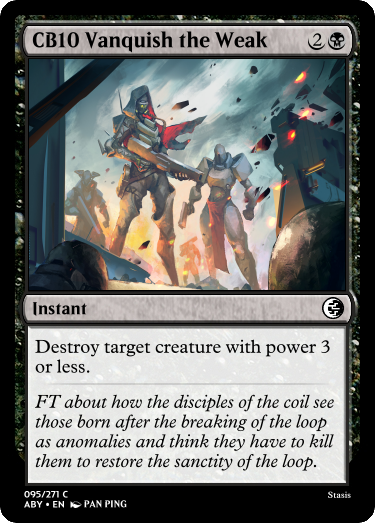 CB10 Vanquish the Weak 2
Instant
Destroy target creature with power 3
or less.
FT about how the disciples of the coil see
those born after the breaking of the loop
as anomalies and think they have to kill
them to restore the sanctity of the loop.
095/271 C
ABY • EN PAN PING
Stasis